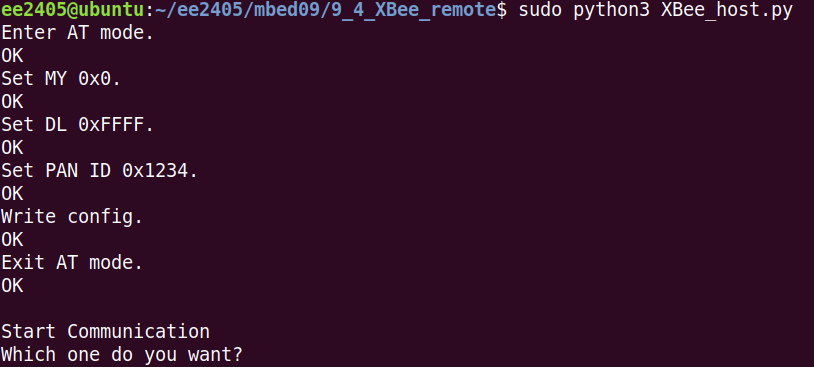 ee2405@ubuntu:~/ee2405/mbed09/9_4_XBee_remote$ sudo python3 XBee_host.py
Enter AT mode.
OK
Set MY 0x0.
OK
Set DL 0xFFFF.
OK
Set PAN ID 0x1234.
OK
Write config.
OK
Exit AT mode.
OK

Start Communication
Which one do you want?